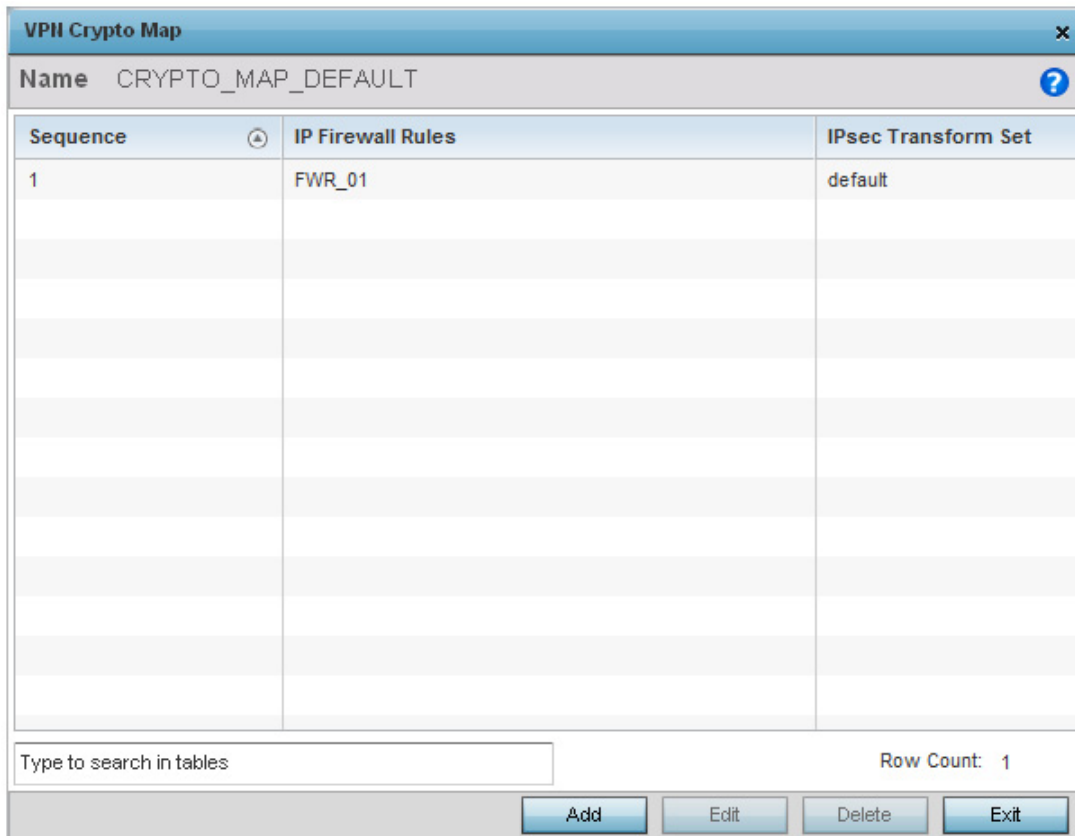 VPN Crypto Map
Name CRYPTO_MAP_DEFAULT
Sequence IP Firewall Rules IPsec Transform Set
1 FWR_01 default
Type to search in tables Row Count: 1
Add Edit Delete Exit